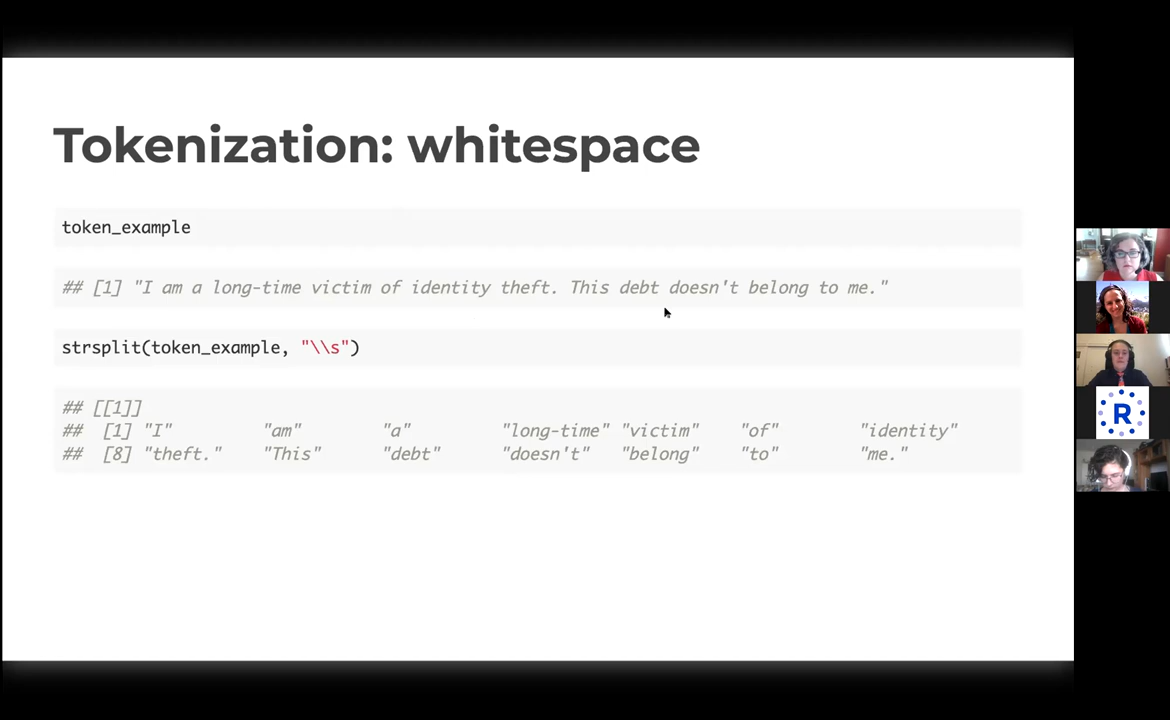 Tokenization: whitespace
token_example
## [1] "I am a long-time victim of identity theft. This debt doesn't belong to me."
strsplit(token_example, "\\s")
## [[1]]
##  [1] "I"         "am"        "a"         "long-time" "victim"    "of"        "identity"
##  [8] "theft."    "This"      "debt"      "doesn't"   "belong"    "to"        "me."
R